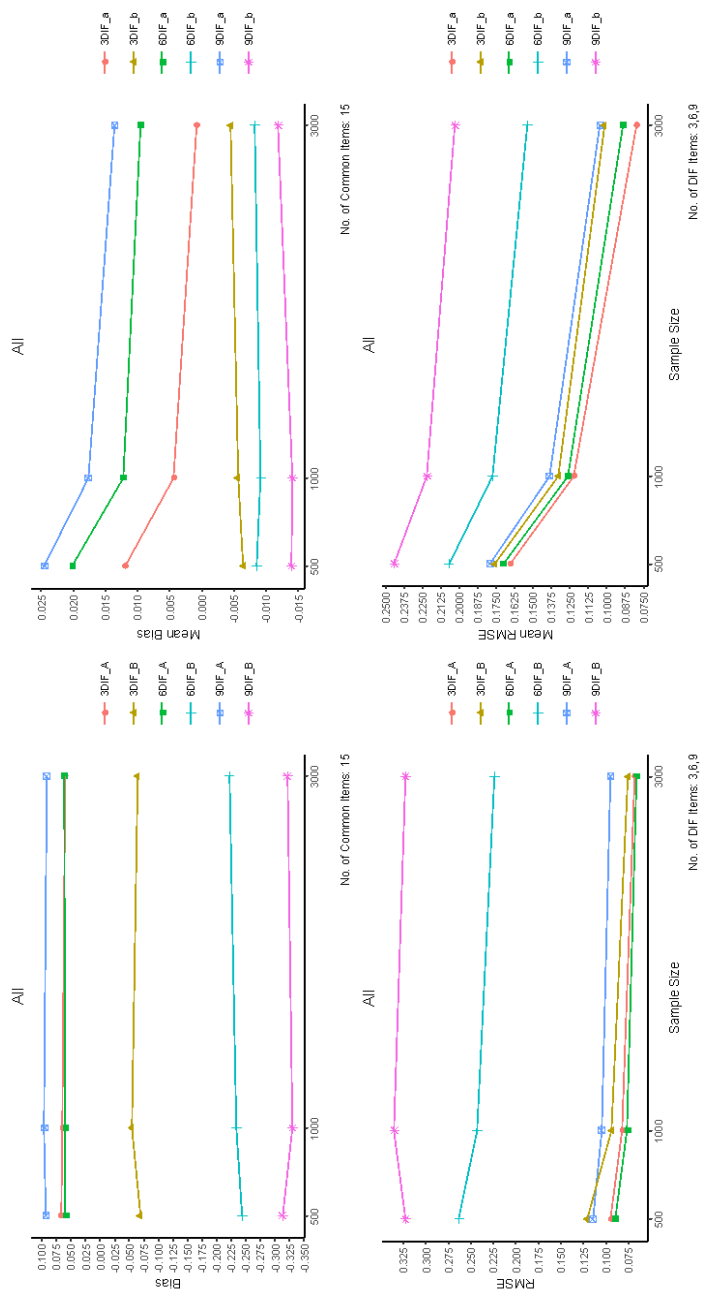 All
Bias
0.100
0.075
0.050
0.025
0.000
-0.025
-0.050
-0.075
-0.100
-0.125
-0.150
-0.175
-0.200
-0.225
-0.250
-0.275
-0.300
-0.325
-0.350
500
1000
3000
No. of Common Items: 15
3DIF_A
3DIF_B
6DIF_A
6DIF_B
9DIF_A
9DIF_B
All
Mean Bias
0.025
0.020
0.015
0.010
0.005
0.000
-0.005
-0.010
-0.015
500
1000
3000
No. of Common Items: 15
3DIF_a
3DIF_b
6DIF_a
6DIF_b
9DIF_a
9DIF_b
All
RMSE
0.325
0.300
0.275
0.250
0.225
0.200
0.175
0.150
0.125
0.100
0.075
500
1000
3000
Sample Size
No. of DIF Items: 3,6,9
3DIF_A
3DIF_B
6DIF_A
6DIF_B
9DIF_A
9DIF_B
All
Mean RMSE
0.2500
0.2375
0.2250
0.2125
0.2000
0.1875
0.1750
0.1625
0.1500
0.1375
0.1250
0.1125
0.1000
0.0875
0.0750
500
1000
3000
Sample Size
No. of DIF Items: 3,6,9
3DIF_a
3DIF_b
6DIF_a
6DIF_b
9DIF_a
9DIF_b